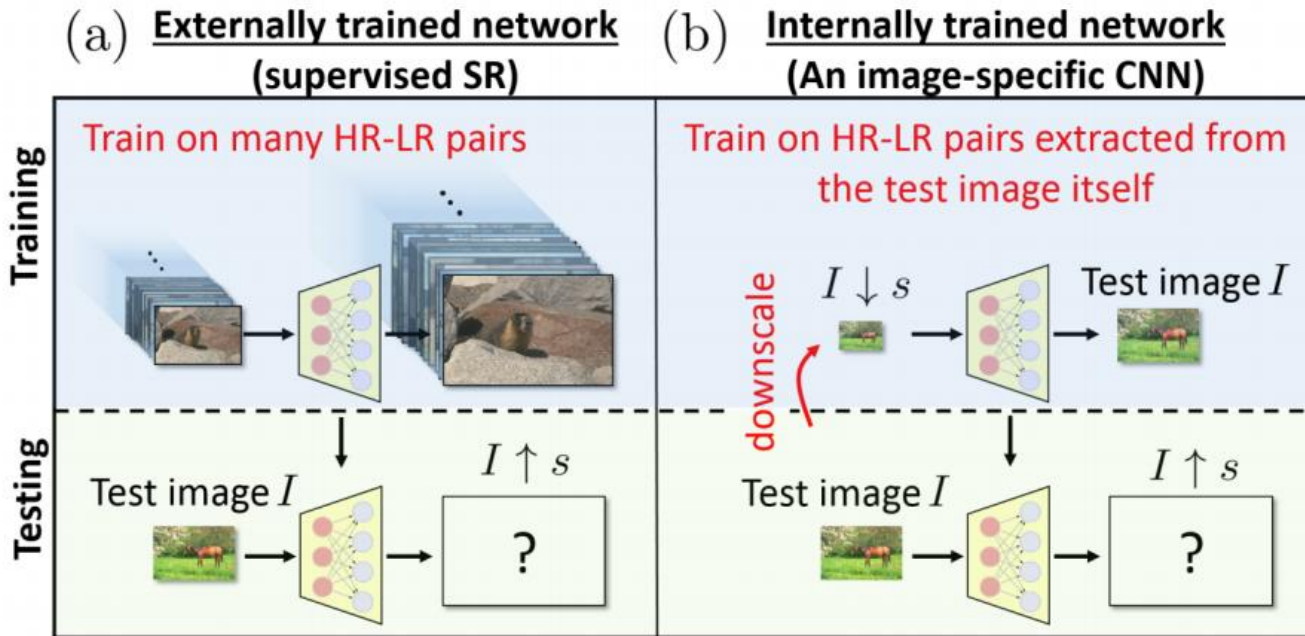 (a) Externally trained network
(supervised SR)
(b) Internally trained network
(An image-specific CNN)
Training
Train on many HR-LR pairs
Train on HR-LR pairs extracted from
the test image itself
I ↓ s
Test image I
downscale
Testing
Test image I
I ↑ s
?
Test image I
I ↑ s
?